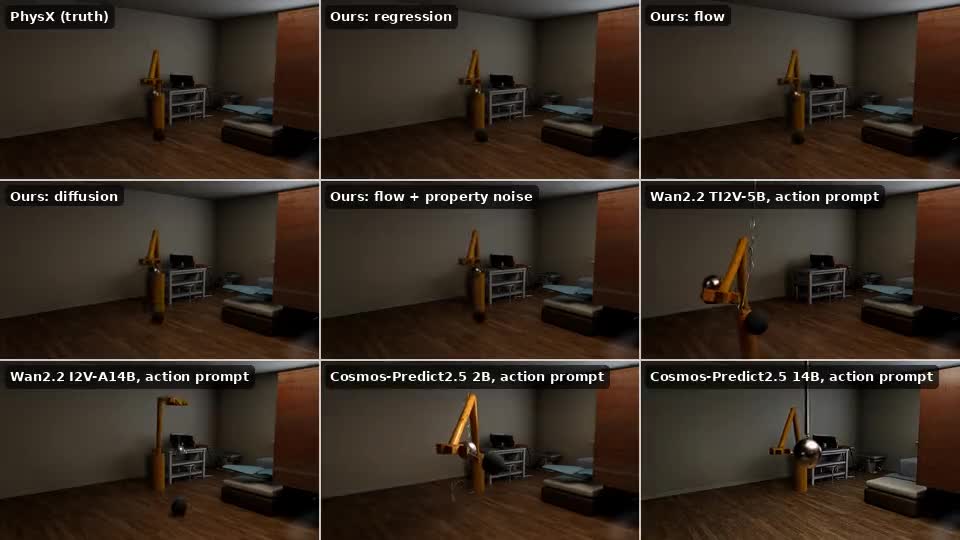 PhysX (truth)
Ours: regression
Ours: flow
Ours: diffusion
Ours: flow + property noise
Wan2.2 TI2V-5B, action prompt
Wan2.2 I2V-A14B, action prompt
Cosmos-Predict2.5 2B, action prompt
Cosmos-Predict2.5 14B, action prompt